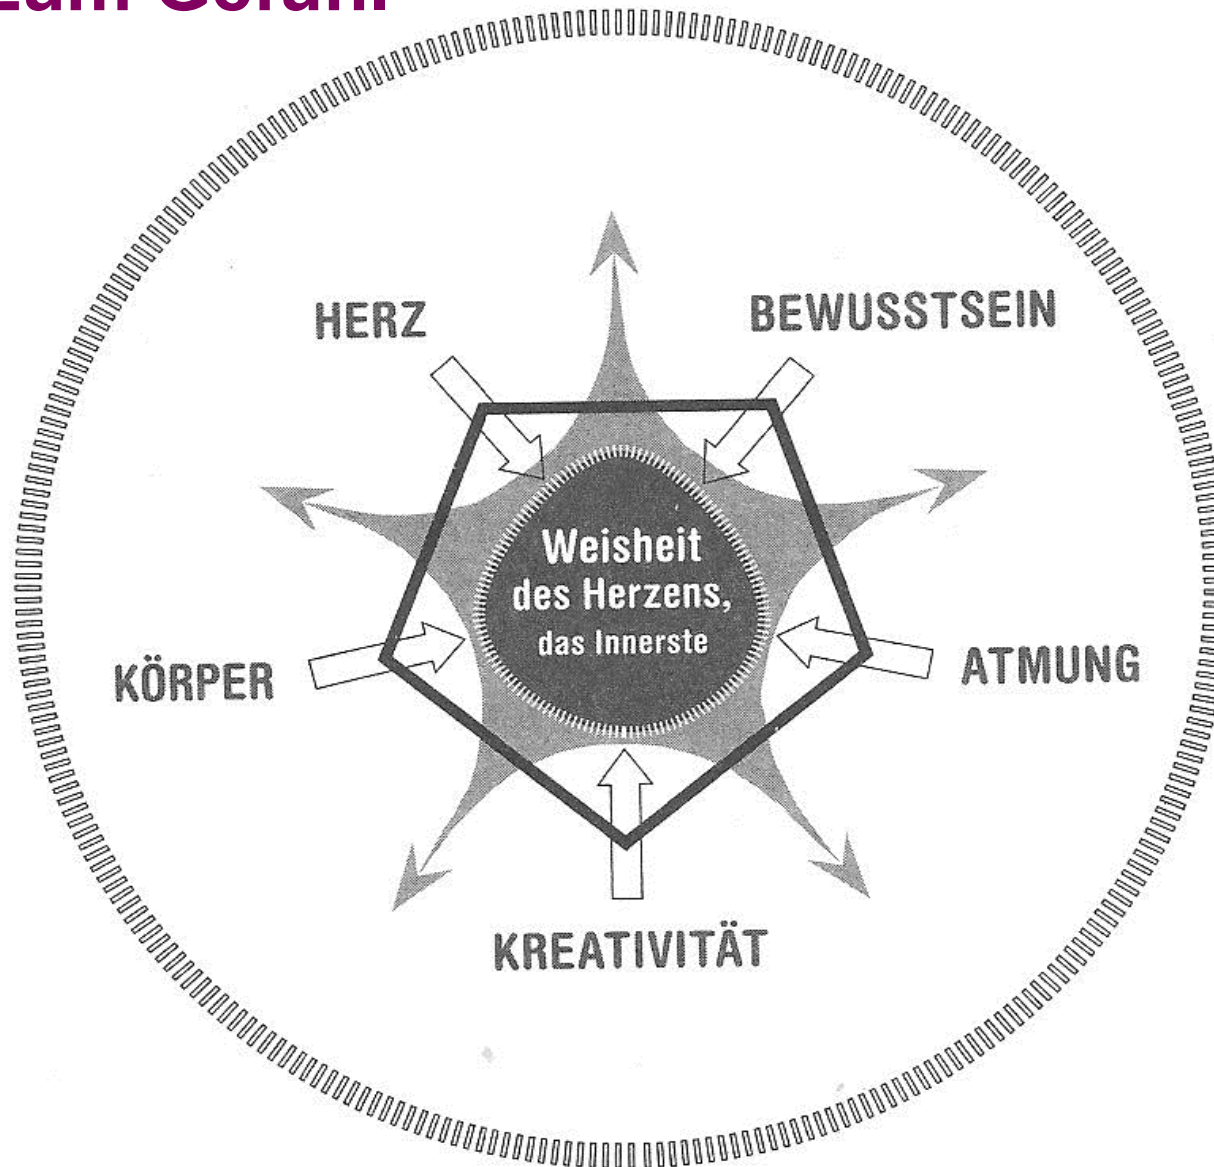 HERZ
BEWUSSTSEIN
Weisheit
des Herzens,
das Innerste
KÖRPER
ATMUNG
KREATIVITÄT